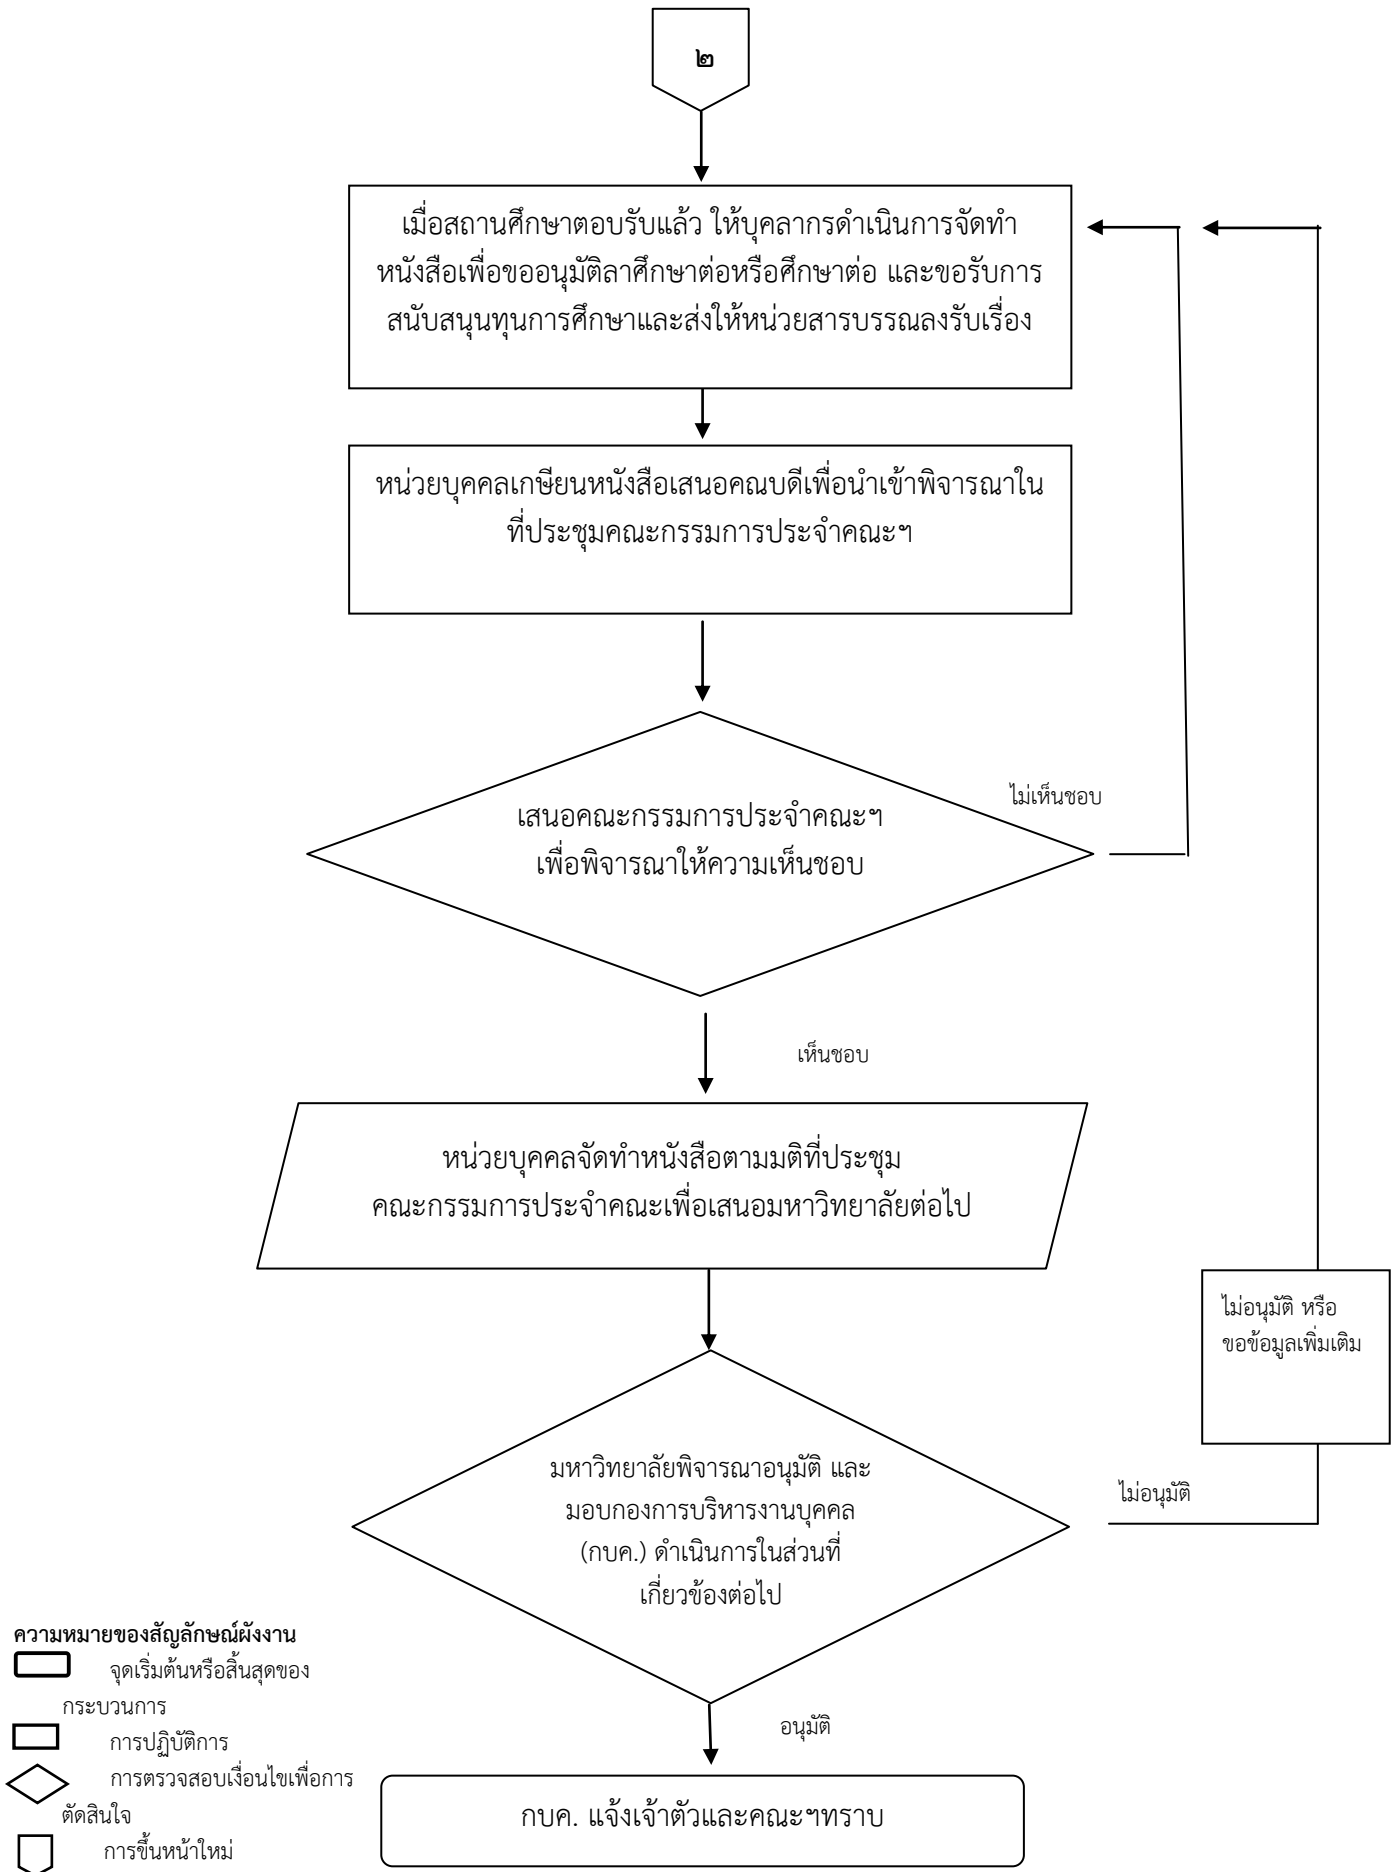 ๒
เมื่อสถานศึกษาตอบรับแล้ว ให้บุคลากรดำเนินการจัดทำ
หนังสือเพื่อขออนุมัติลาศึกษาต่อหรือศึกษาต่อ และขอรับการ
สนับสนุนทุนการศึกษาและส่งให้หน่วยสารบรรณลงรับเรื่อง
หน่วยบุคคลเกษียนหนังสือเสนอคณบดีเพื่อนำเข้าพิจารณาใน
ที่ประชุมคณะกรรมการประจำคณะฯ
เสนอคณะกรรมการประจำคณะฯ
เพื่อพิจารณาให้ความเห็นชอบ
ไม่เห็นชอบ
เห็นชอบ
หน่วยบุคคลจัดทำหนังสือตามมติที่ประชุม
คณะกรรมการประจำคณะเพื่อเสนอมหาวิทยาลัยต่อไป
ไม่อนุมัติ หรือ
ขอข้อมูลเพิ่มเติม
มหาวิทยาลัยพิจารณาอนุมัติ และ
มอบกองการบริหารงานบุคคล
(กบค.) ดำเนินการในส่วนที่
เกี่ยวข้องต่อไป
ไม่อนุมัติ
อนุมัติ
กบค. แจ้งเจ้าตัวและคณะฯทราบ
ความหมายของสัญลักษณ์ผังงาน
จุดเริ่มต้นหรือสิ้นสุดของ
กระบวนการ
การปฏิบัติการ
การตรวจสอบเงื่อนไขเพื่อการ
ตัดสินใจ
การขึ้นหน้าใหม่